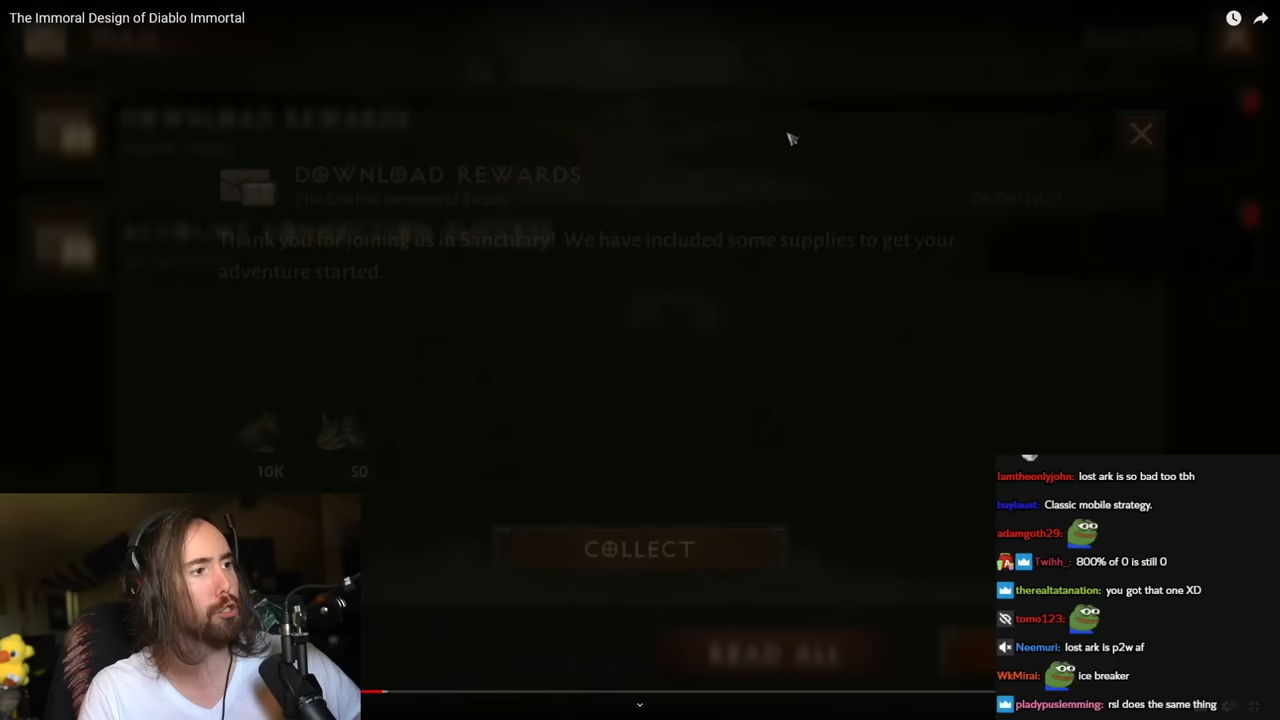 The Immoral Design of Diablo Immortal
DOWNLOAD REWARDS
DOWNLOAD REWARDS
The Diablo Immortal Team
Thank you for joining us in Sanctuary! We have included some supplies to get your
adventure started.
10K
50
COLLECT
READ ALL
Iamtheonlyjohn: lost ark is so bad too tbh
baylaust: Classic mobile strategy.
adamgoth29:
Twihh_: 800% of 0 is still 0
therealtatanation: you got that one XD
tomo123:
Neemuri: lost ark is p2w af
WkMirai: ice breaker
pladypuslemming: rsl does the same thing